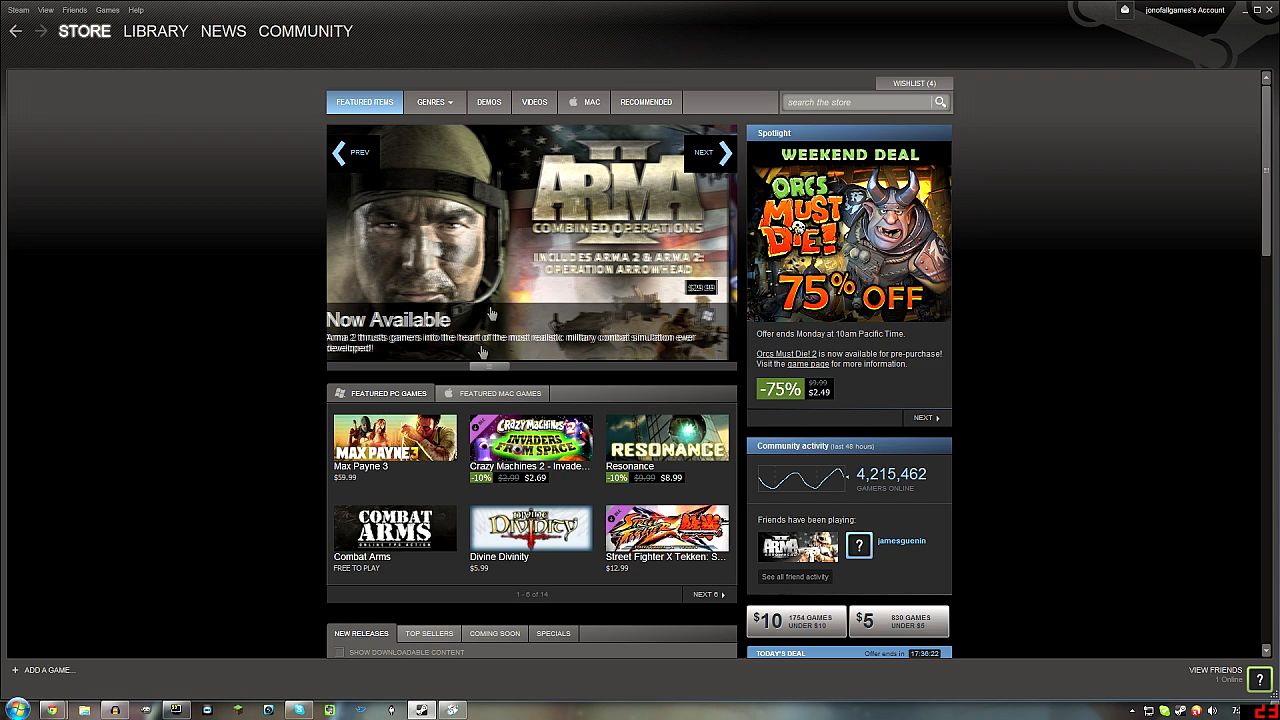 Steam View Friends Games Help
jonofallgames's Account
STORE LIBRARY NEWS COMMUNITY
WISHLIST (4)
FEATURED ITEMS GENRES DEMOS VIDEOS MAC RECOMMENDED
search the store
PREV
NEXT
II
ARMA
COMBINED OPERATIONS
INCLUDES ARMA 2 & ARMA 2:
OPERATION ARROWHEAD
Now Available
Arma 2 thrusts gamers into the heart of the most realistic military combat simulation ever
developed!
Spotlight
WEEKEND DEAL
ORCS
MUST
DIE!
75% OFF
Offer ends Monday at 10am Pacific Time.
Orcs Must Die! 2 is now available for pre-purchase!
Visit the game page for more information.
-75% $9.99
$2.49
NEXT
FEATURED PC GAMES FEATURED MAC GAMES
MAX PAYNE 3
Max Payne 3
$59.99
DLC
CRAZY MACHINES 2
INVADERS
FROM SPACE
Crazy Machines 2 - Invade...
-10% $2.99 $2.69
RESONANCE
Resonance
-10% $9.99 $8.99
COMBAT
ARMS
ONLINE FPS ACTION
Combat Arms
FREE TO PLAY
DIVINE
DIVINITY
Divine Divinity
$5.99
DLC
Street Fighter X Tekken: S...
$12.99
1 - 6 of 14
NEXT 6
Community activity (last 48 hours)
4,215,462
GAMERS ONLINE
Friends have been playing:
ARMA
?
jamesguenin
See all friend activity
$10 1754 GAMES
UNDER $10
$5 830 GAMES
UNDER $5
TODAY'S DEAL Offer ends in 17:36:22
NEW RELEASES TOP SELLERS COMING SOON SPECIALS
SHOW DOWNLOADABLE CONTENT
+ ADD A GAME...
VIEW FRIENDS
1 Online
?
23